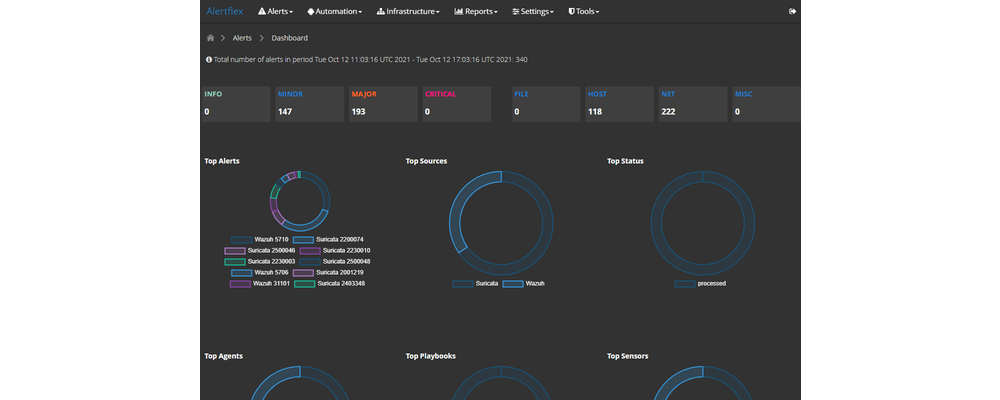 Alertflex Alerts Automation Infrastructure Reports Settings Tools
Alerts Dashboard
Total number of alerts in period Tue Oct 12 11:03:16 UTC 2021 - Tue Oct 12 17:03:16 UTC 2021: 340
INFO MINOR MAJOR CRITICAL FILE HOST NET MISC
0 147 193 0 0 118 222 0
Top Alerts Top Sources Top Status
Wazuh 5710 Suricata 2200074
Suricata 2500046 Suricata 2230010
Suricata 2230003 Suricata 2500048
Wazuh 5706 Suricata 2001219
Wazuh 31101 Suricata 2403348
Suricata Wazuh
processed
Top Agents Top Playbooks Top Sensors